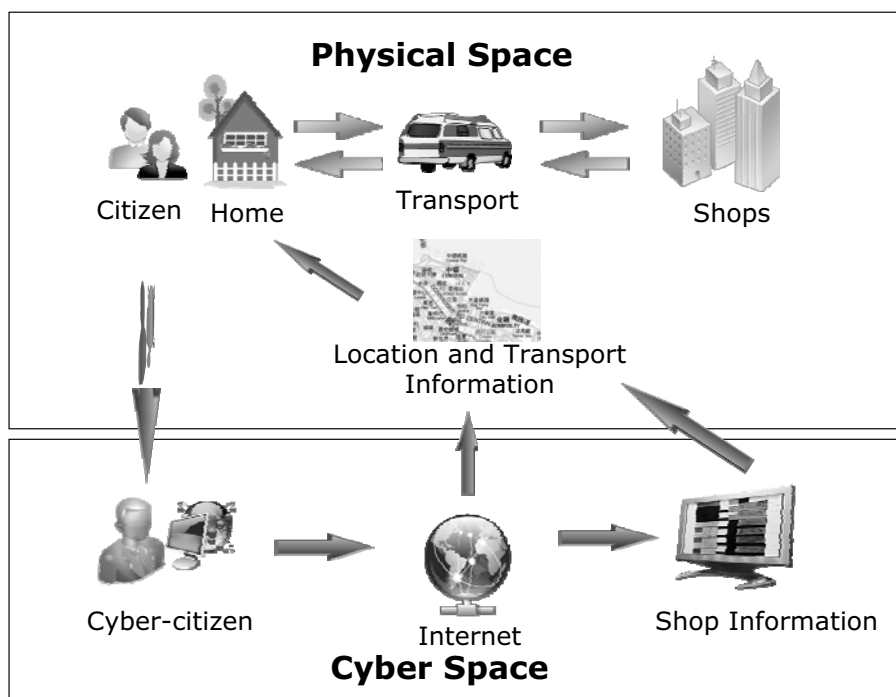 Physical Space
Citizen
Home
Transport
Shops
Location and Transport
Information
Cyber-citizen
Internet
Shop Information
Cyber Space